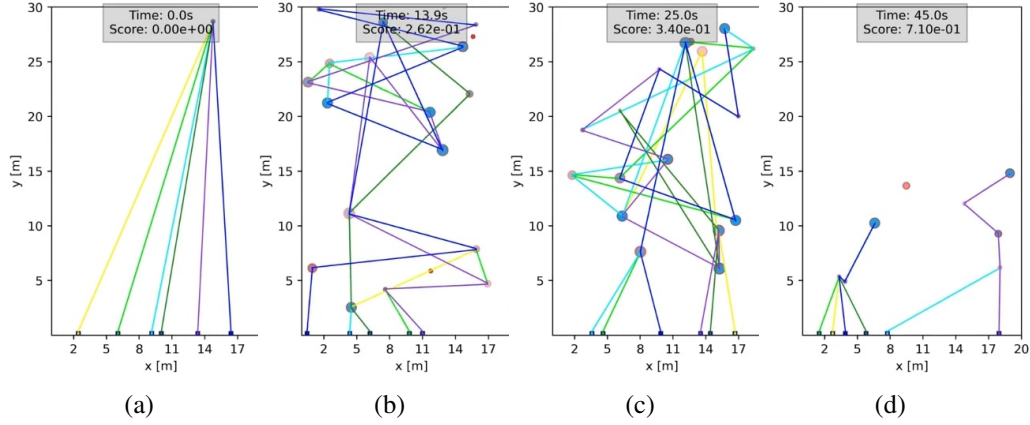 Time: 0.0s
Score: 0.00e+00
30
25
20
15
10
5
y [m]
2 5 8 11 14 17
x [m]
(a)
Time: 13.9s
Score: 2.62e-01
30
25
20
15
10
5
y [m]
2 5 8 11 14 17
x [m]
(b)
Time: 25.0s
Score: 3.40e-01
30
25
20
15
10
5
y [m]
2 5 8 11 14 17
x [m]
(c)
Time: 45.0s
Score: 7.10e-01
30
25
20
15
10
5
y [m]
2 5 8 11 14 17 20
x [m]
(d)